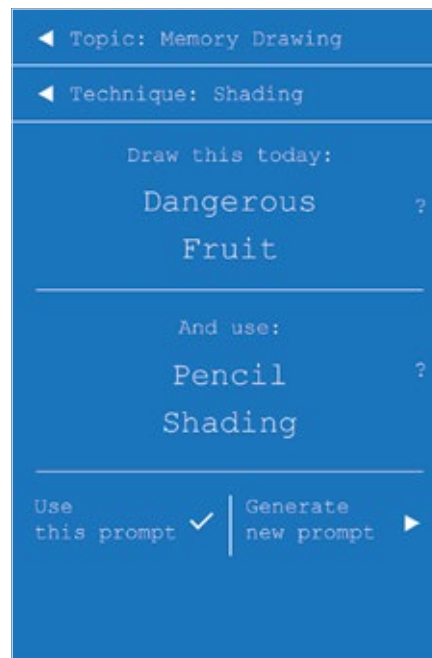 Topic: Memory Drawing
Technique: Shading
Draw this today:
Dangerous
?
Fruit
And use:
Pencil
?
Shading
Use
this prompt
Generate
new prompt